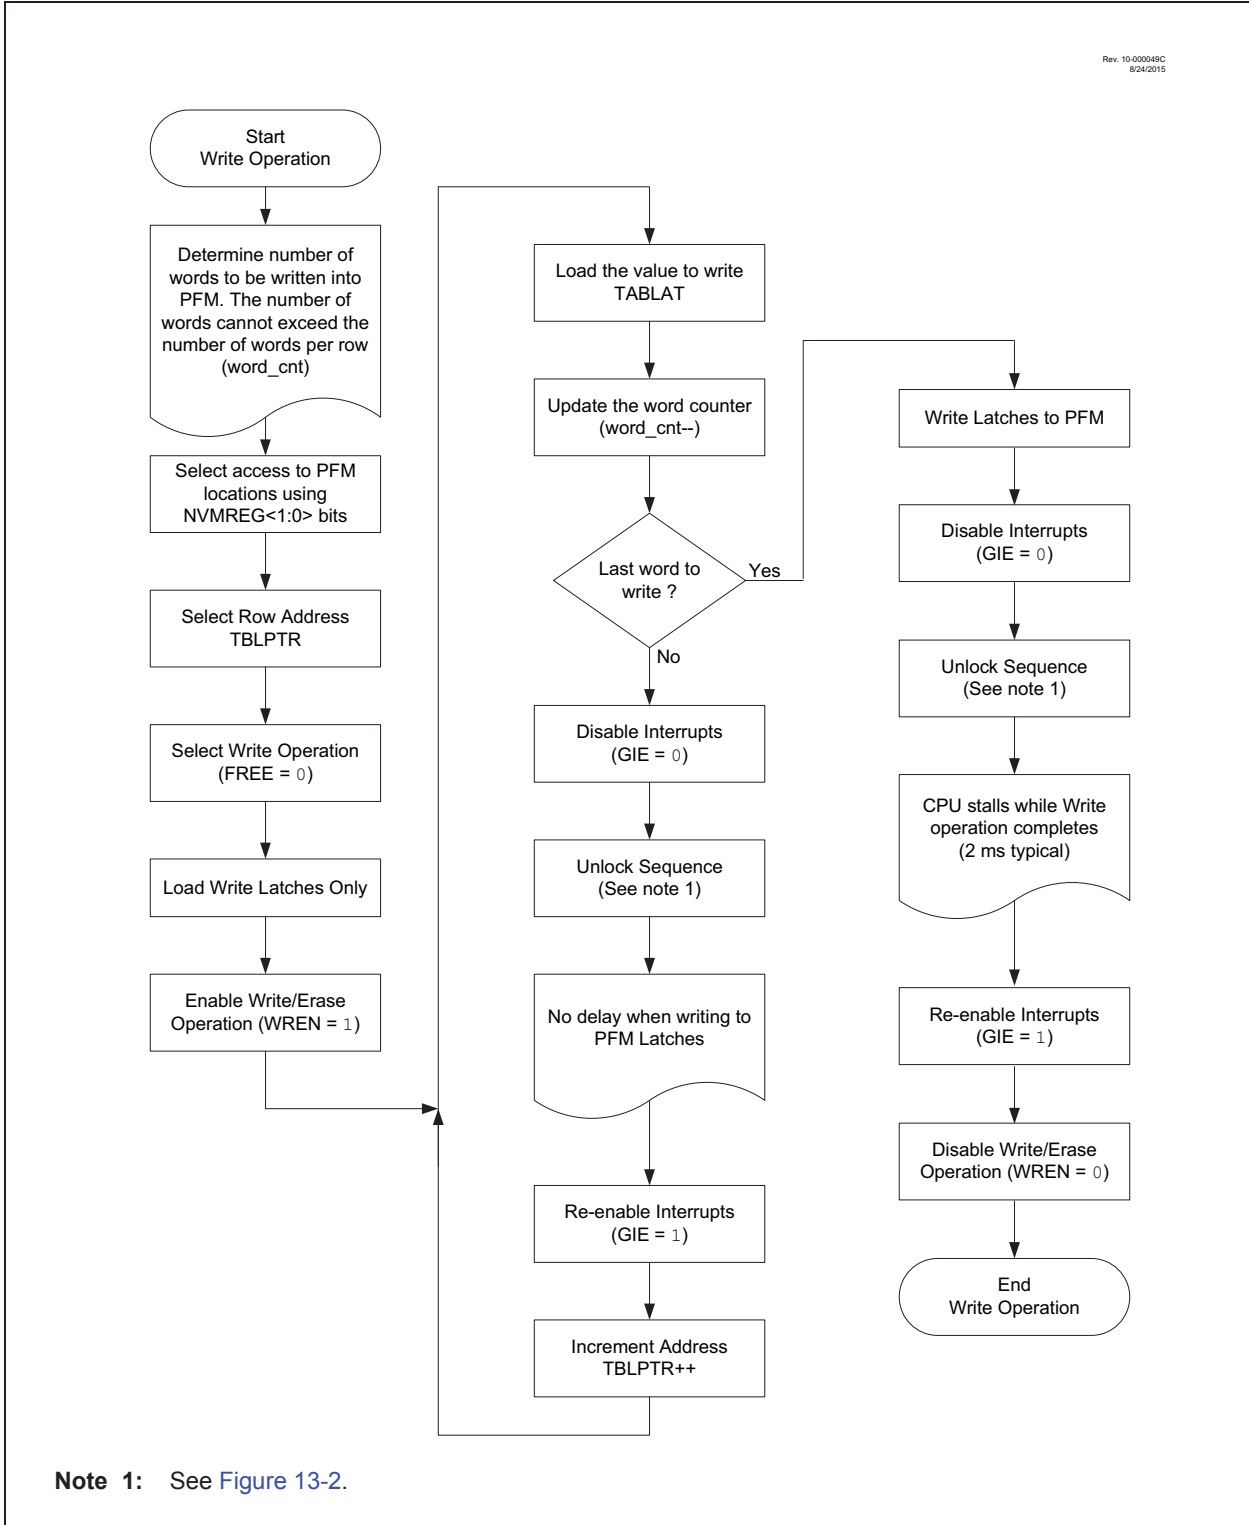 Rev. 10-000049C
8/24/2015
Start
Write Operation
Determine number of
words to be written into
PFM. The number of
words cannot exceed the
number of words per row
(word_cnt)
Select access to PFM
locations using
NVMREG<1:0> bits
Select Row Address
TBLPTR
Select Write Operation
(FREE = 0)
Load Write Latches Only
Enable Write/Erase
Operation (WREN = 1)
Load the value to write
TABLAT
Update the word counter
(word_cnt--)
Last word to
write ?
Yes
No
Disable Interrupts
(GIE = 0)
Unlock Sequence
(See note 1)
No delay when writing to
PFM Latches
Re-enable Interrupts
(GIE = 1)
Increment Address
TBLPTR++
Write Latches to PFM
Disable Interrupts
(GIE = 0)
Unlock Sequence
(See note 1)
CPU stalls while Write
operation completes
(2 ms typical)
Re-enable Interrupts
(GIE = 1)
Disable Write/Erase
Operation (WREN = 0)
End
Write Operation
Note 1: See Figure 13-2.